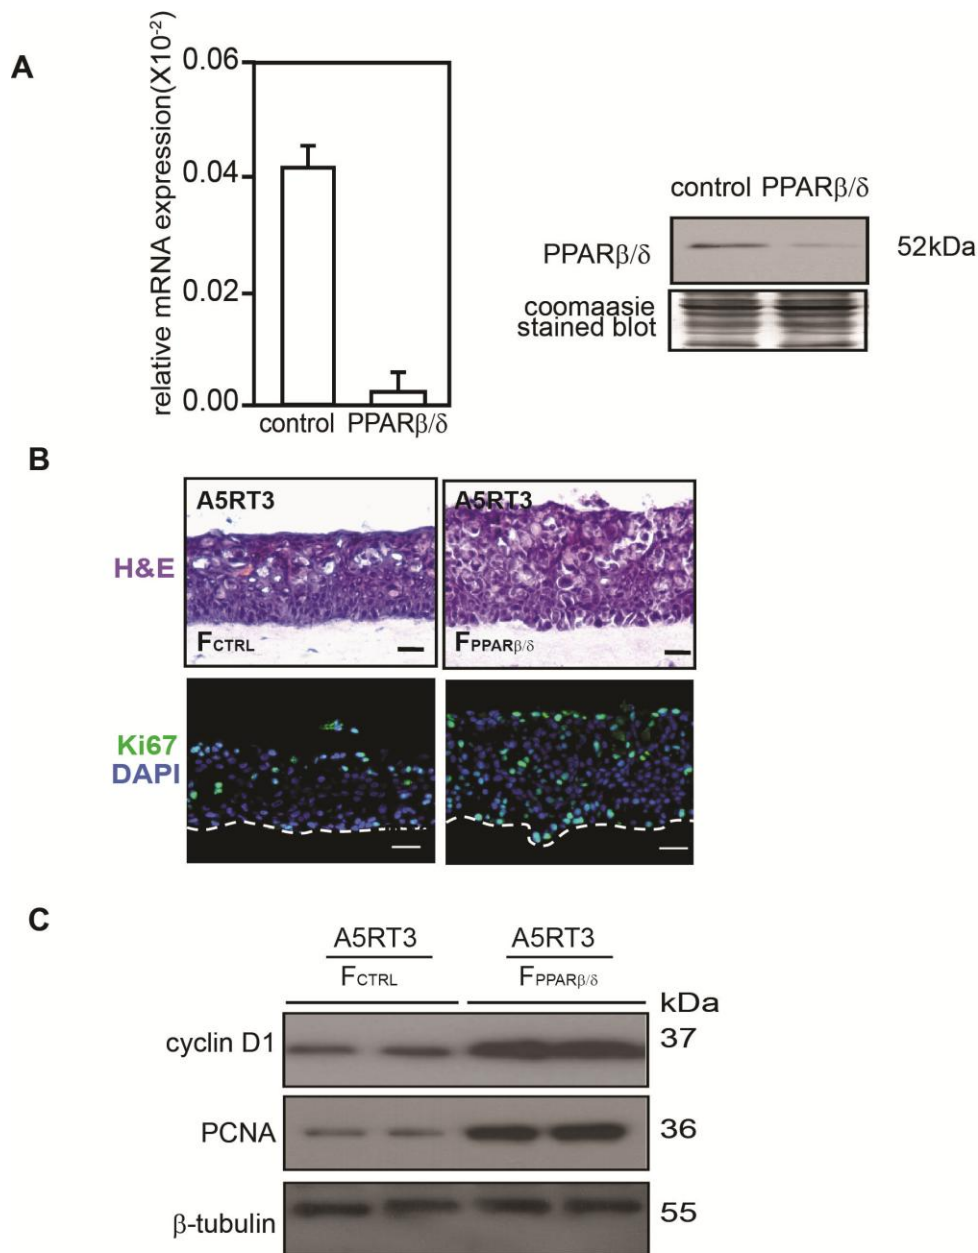 A
relative mRNA expression(X10⁻²)
0.06
0.04
0.02
0.00
control PPARβ/δ
control PPARβ/δ
PPARβ/δ
52kDa
coomaasie
stained blot
B
H&E
A5RT3
FCTRL
A5RT3
FPPARβ/δ
Ki67
DAPI
C
A5RT3
FCTRL
A5RT3
FPPARβ/δ
kDa
cyclin D1
37
PCNA
36
β-tubulin
55